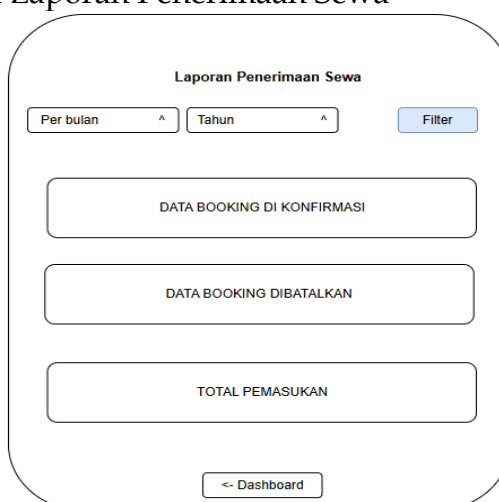 Laporan Penerimaan Sewa
Laporan Penerimaan Sewa
Per bulan ^ Tahun ^ Filter
DATA BOOKING DI KONFIRMASI
DATA BOOKING DIBATALKAN
TOTAL PEMASUKAN
<- Dashboard